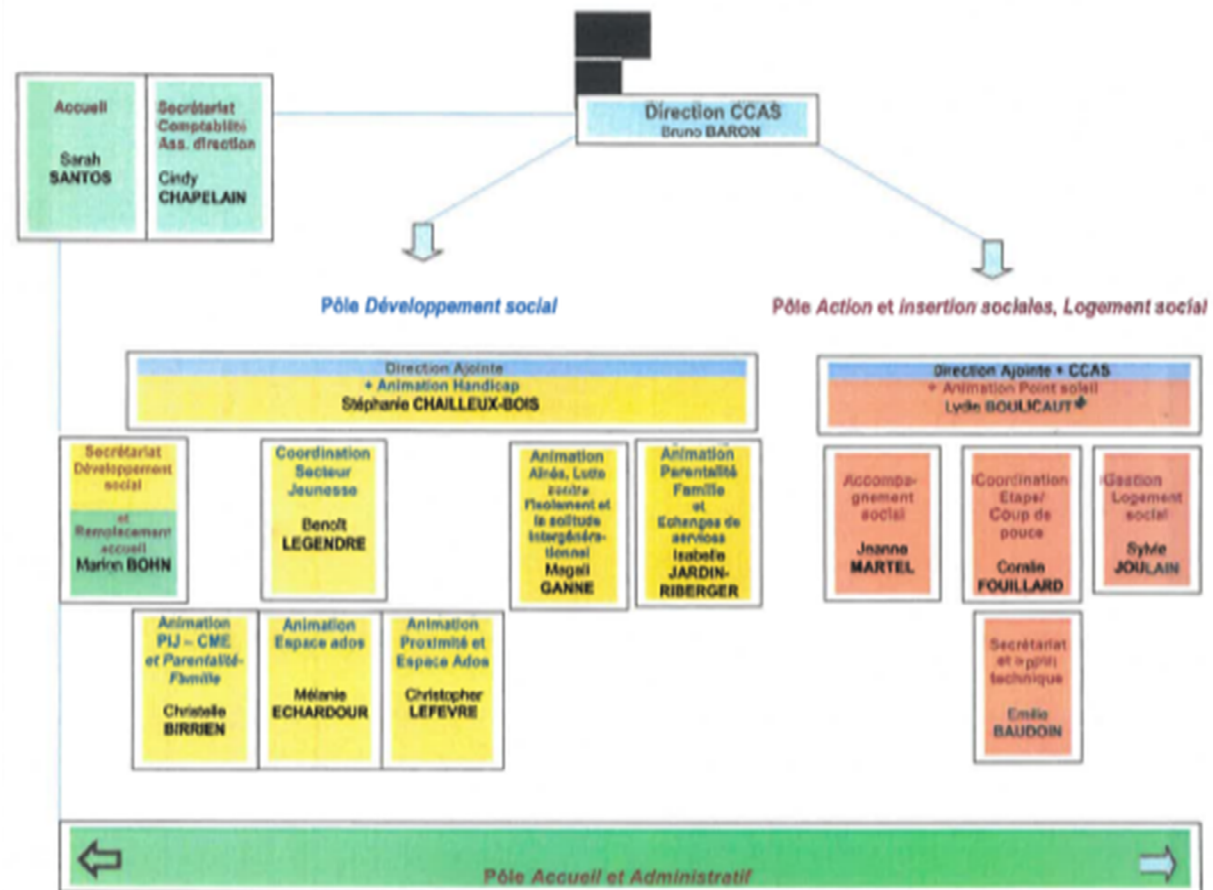 Direction CCAS
Bruno BARON
Accueil
Sarah
SANTOS
Secrétariat
Comptabilité
Ass. direction
Cindy
CHAPELAIN
Pôle Développement social
Pôle Action et insertion sociales, Logement social
Direction Ajointe
+ Animation Handicap
Stéphanie CHAILLEUX-BOIS
Direction Ajointe + CCAS
+ Animation Point soleil
Lydie BOULICAUT
Secrétariat
Développement
social
et
Remplacement
accueil
Marion BOHN
Coordination
Secteur
Jeunesse
Benoît
LEGENDRE
Animation
Aînés, Lutte
contre
l'isolement et
la solitude
Intergénéra-
tionnel
Magali
GANNE
Animation
Parentalité
Famille
et
Echanges de
services
Isabelle
JARDIN-
RIBERGER
Accompa-
gnement
social
Jeanne
MARTEL
Coordination
Etape/
Coup de
pouce
Coralie
FOUILLARD
Gestion
Logement
social
Sylvie
JOULAIN
Animation
PIJ – CME
et Parentalité-
Famille
Christelle
BIRRIEN
Animation
Espace ados
Mélanie
ECHARDOUR
Animation
Proximité et
Espace Ados
Christopher
LEFEVRE
Secrétariat
et appui
technique
Emilie
BAUDOIN
Pôle Accueil et Administratif